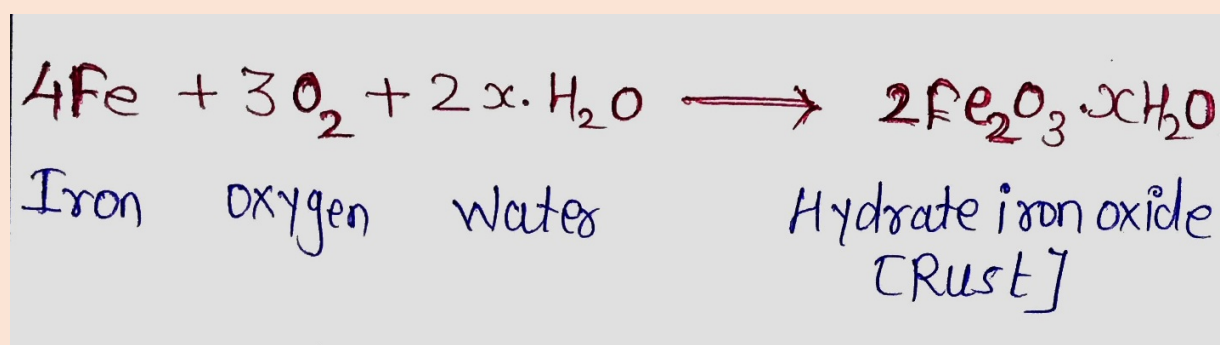 4Fe + 3O₂ + 2x.H₂O ⟶ 2Fe₂O₃.xH₂O
Iron oxygen Water Hydrate iron oxide
[Rust]